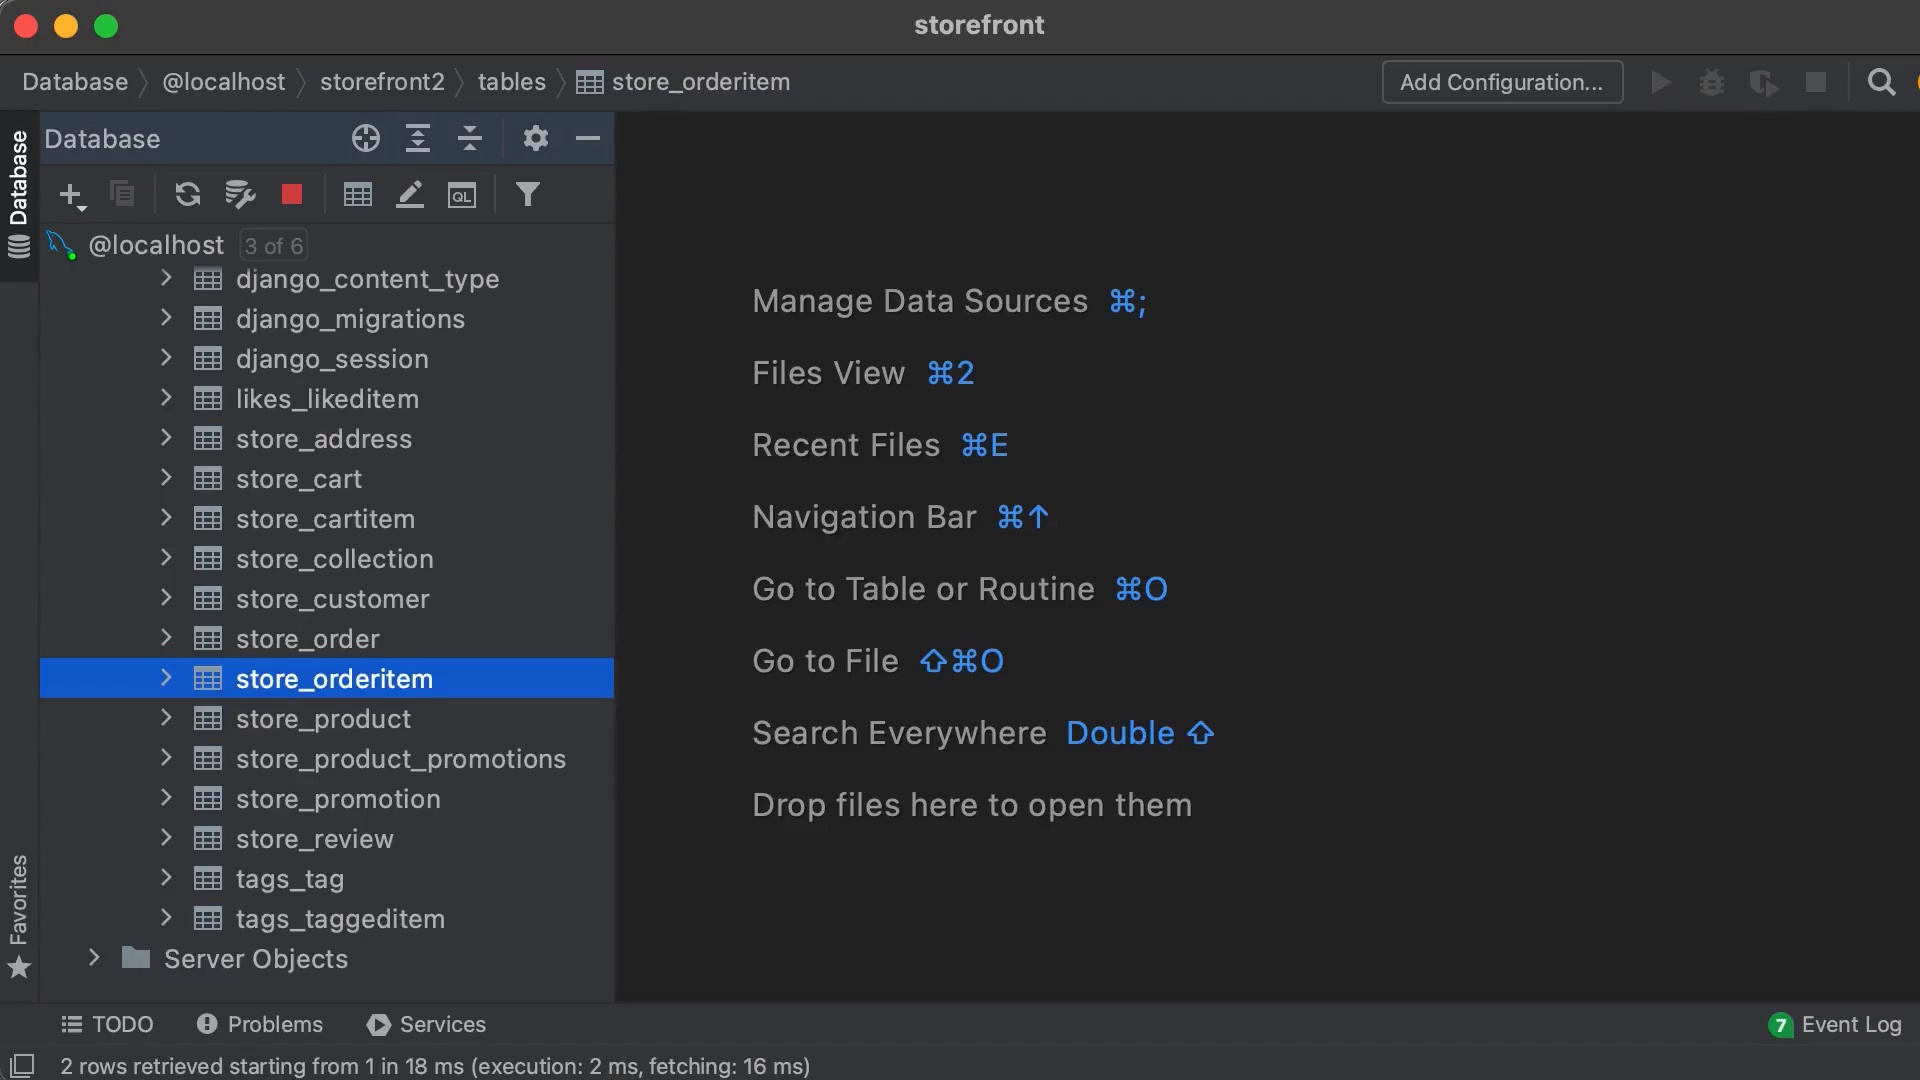 storefront
Database @localhost storefront2 tables store_orderitem
Add Configuration...
Database
Database
QL
@localhost 3 of 6
django_content_type
django_migrations
django_session
likes_likeditem
store_address
store_cart
store_cartitem
store_collection
store_customer
store_order
store_orderitem
store_product
store_product_promotions
store_promotion
store_review
tags_tag
tags_taggeditem
Server Objects
Favorites
Manage Data Sources ⌘;
Files View ⌘2
Recent Files ⌘E
Navigation Bar ⌘↑
Go to Table or Routine ⌘O
Go to File ⇧⌘O
Search Everywhere Double ⇧
Drop files here to open them
TODO Problems Services
7 Event Log
2 rows retrieved starting from 1 in 18 ms (execution: 2 ms, fetching: 16 ms)